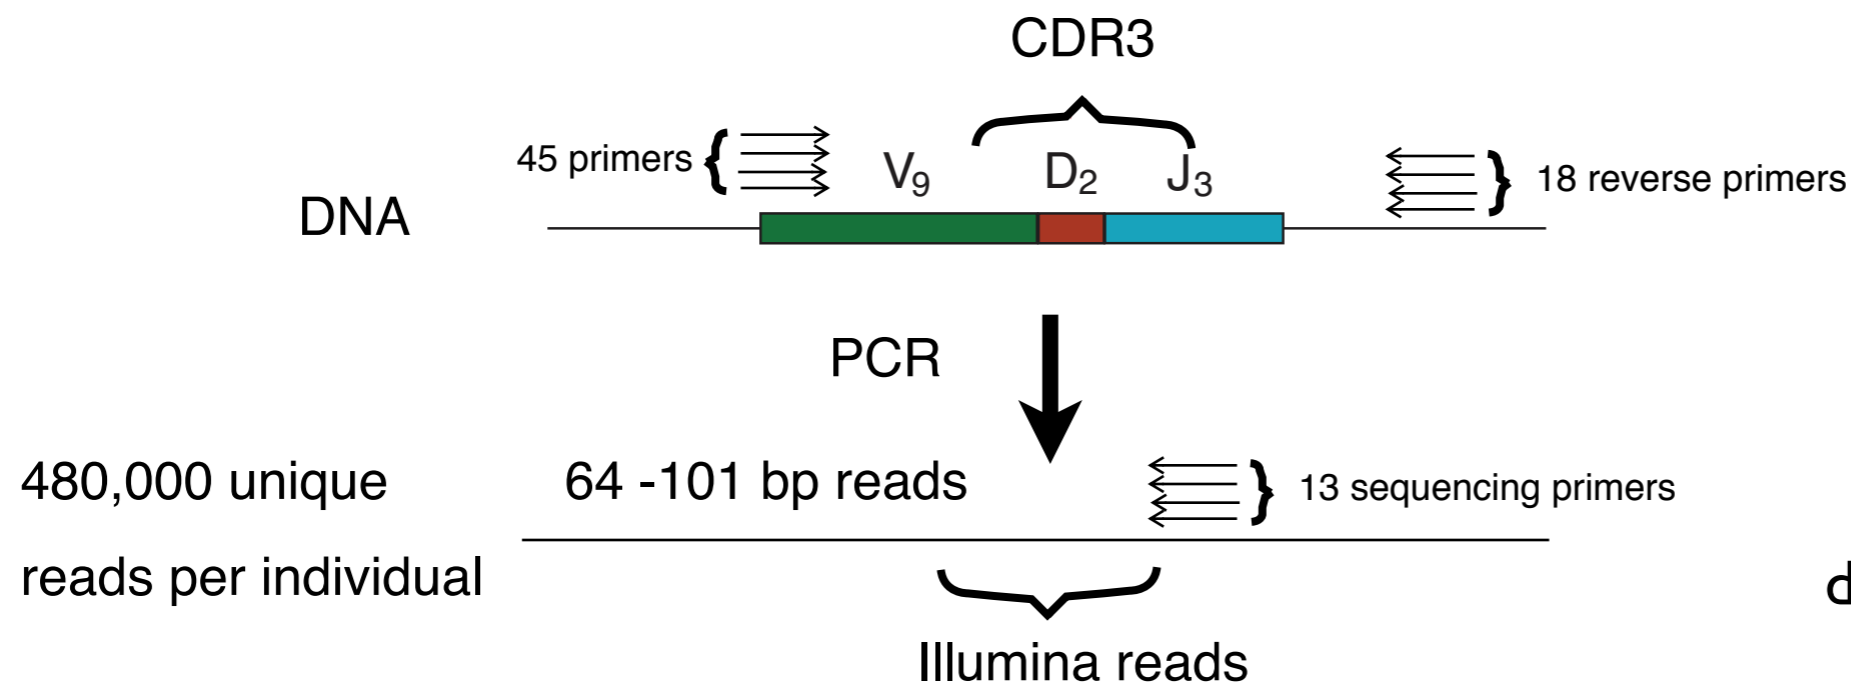 CDR3
45 primers
V9
D2
J3
18 reverse primers
DNA
PCR
480,000 unique
64 -101 bp reads
13 sequencing primers
reads per individual
Illumina reads